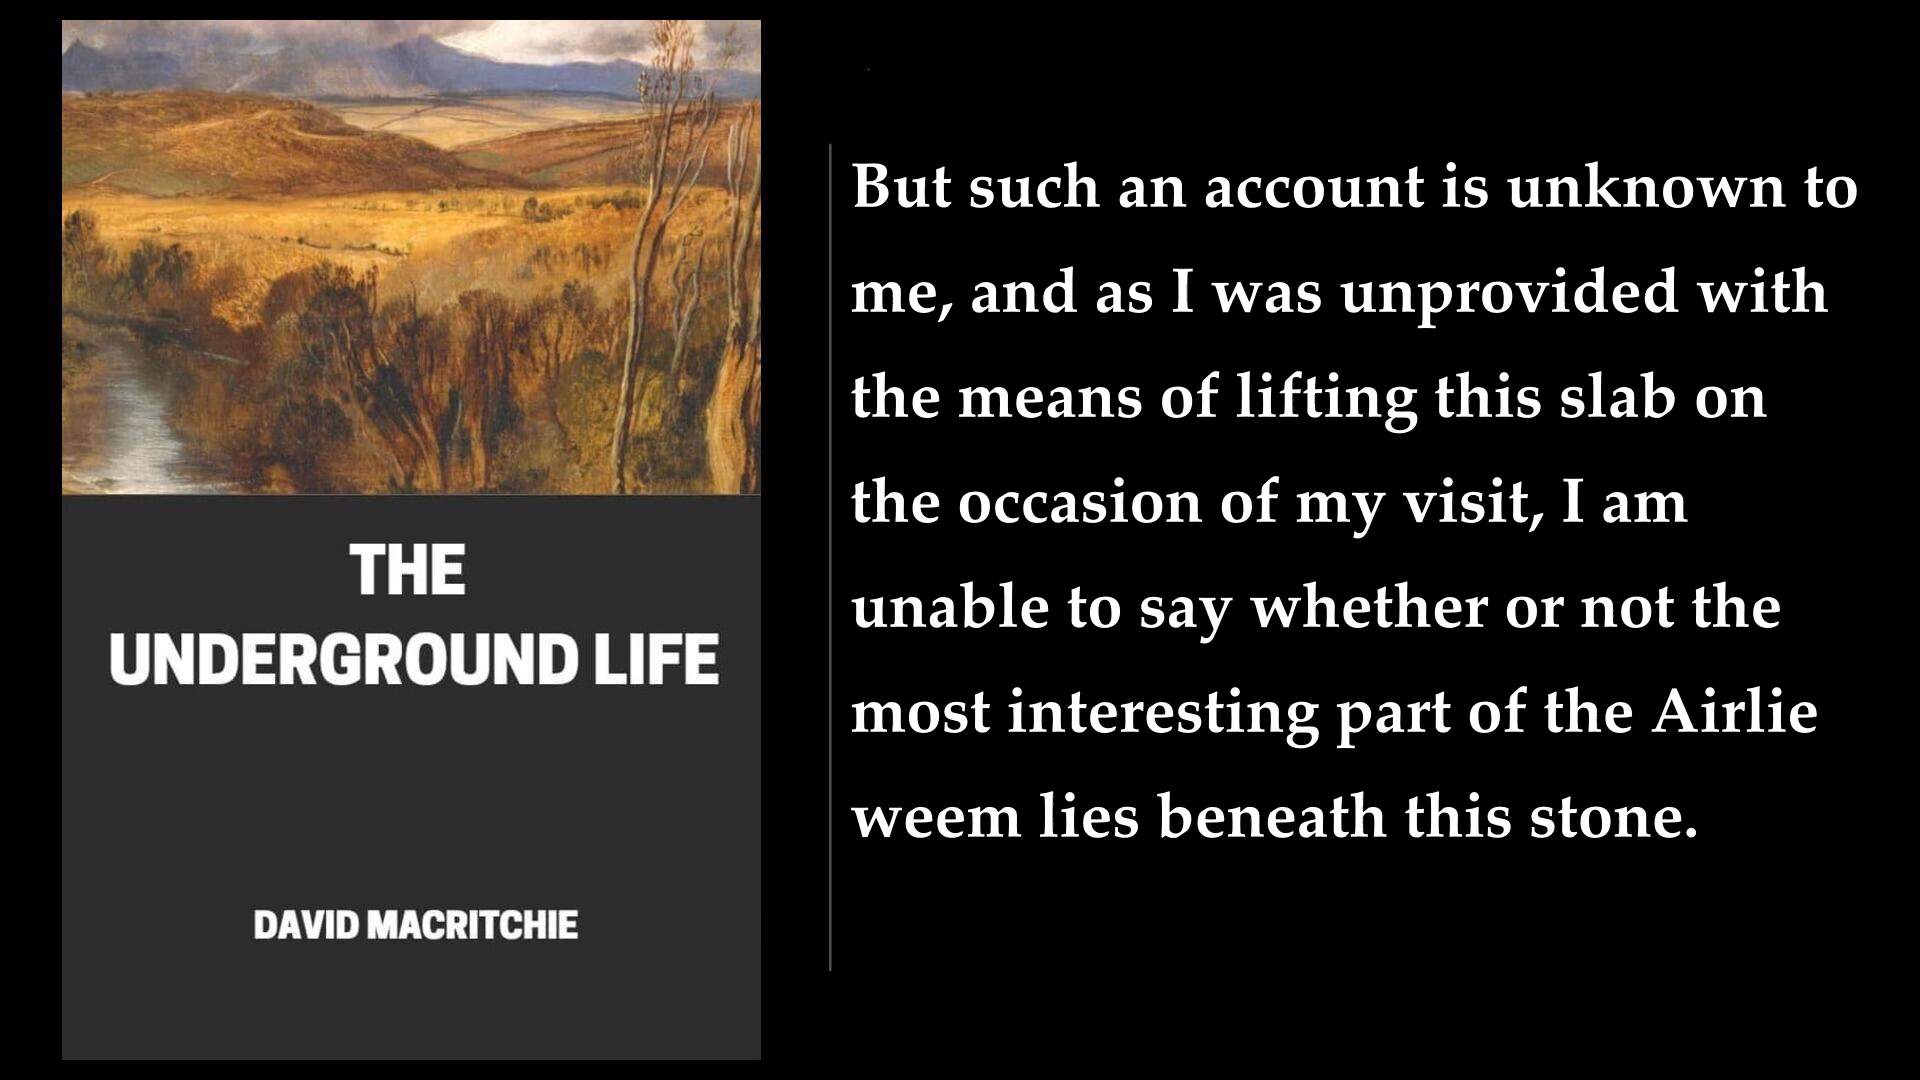 THE
UNDERGROUND LIFE
DAVID MACRITCHIE
But such an account is unknown to
me, and as I was unprovided with
the means of lifting this slab on
the occasion of my visit, I am
unable to say whether or not the
most interesting part of the Airlie
weem lies beneath this stone.